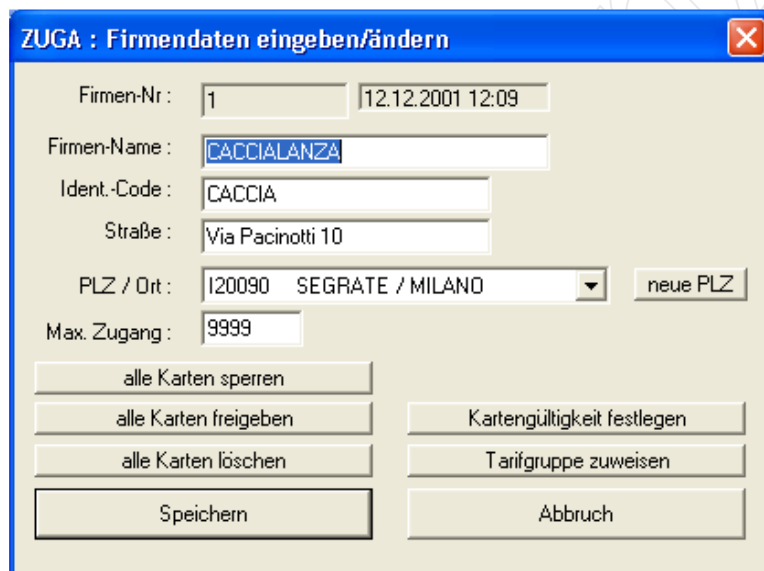 ZUGA : Firmendaten eingeben/ändern
Firmen-Nr : 1 12.12.2001 12:09
Firmen-Name : CACCIALANZA
Ident.-Code : CACCIA
Straße : Via Pacinotti 10
PLZ / Ort : I20090 SEGRATE / MILANO neue PLZ
Max. Zugang : 9999
alle Karten sperren
alle Karten freigeben Kartengültigkeit festlegen
alle Karten löschen Tarifgruppe zuweisen
Speichern Abbruch